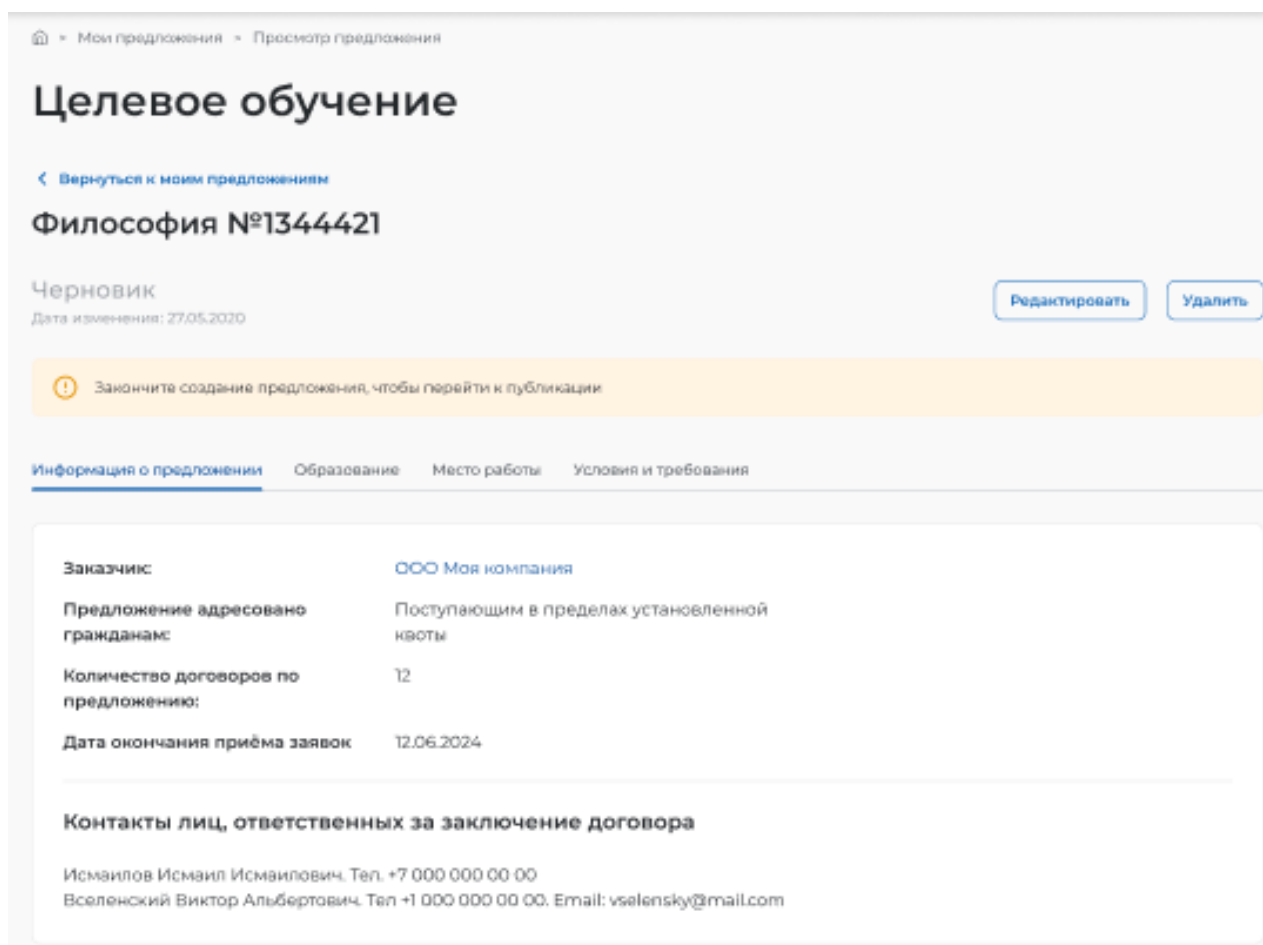 Мои предложения Просмотр предложения
Целевое обучение
Вернуться к моим предложениям
Философия №1344421
Черновик
Дата изменения: 27.05.2020
Редактировать Удалить
Закончите создание предложения, чтобы перейти к публикации
Информация о предложении Образование Место работы Условия и требования
Заказчик: ООО Моя компания
Предложение адресовано Поступающим в пределах установленной
гражданам: квоты
Количество договоров по 12
предложению:
Дата окончания приёма заявок 12.06.2024
Контакты лиц, ответственных за заключение договора
Исмаилов Исмаил Исмаилович. Тел. +7 000 000 00 00
Вселенский Виктор Альбертович. Тел +1 000 000 00 00. Email: vselensky@mail.com